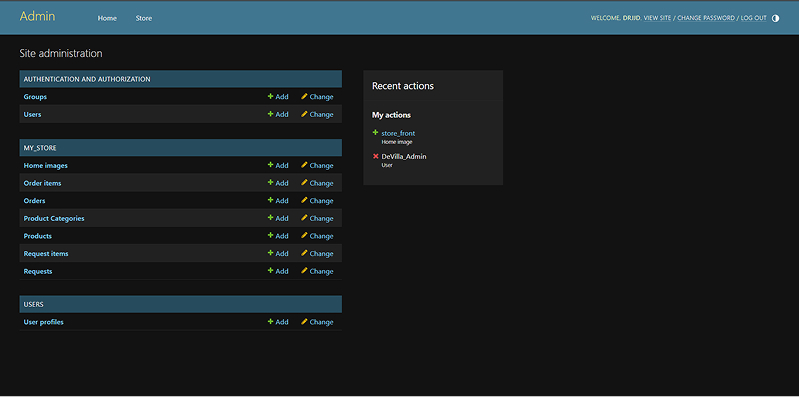 Admin
Home
Store
WELCOME, DRJJD. VIEW SITE / CHANGE PASSWORD / LOG OUT
Site administration
AUTHENTICATION AND AUTHORIZATION
Groups Add Change
Users Add Change
MY_STORE
Home images Add Change
Order items Add Change
Orders Add Change
Product Categories Add Change
Products Add Change
Request items Add Change
Requests Add Change
USERS
User profiles Add Change
Recent actions
My actions
store_front
Home image
DeVilla_Admin
User